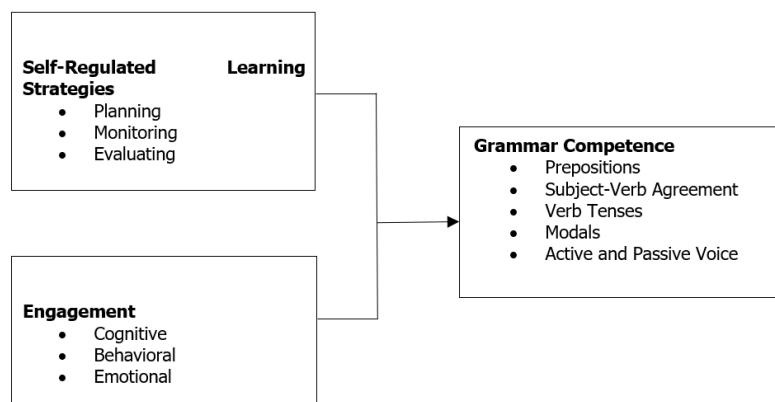 Self-Regulated Learning
Strategies
• Planning
• Monitoring
• Evaluating
Engagement
• Cognitive
• Behavioral
• Emotional
Grammar Competence
• Prepositions
• Subject-Verb Agreement
• Verb Tenses
• Modals
• Active and Passive Voice